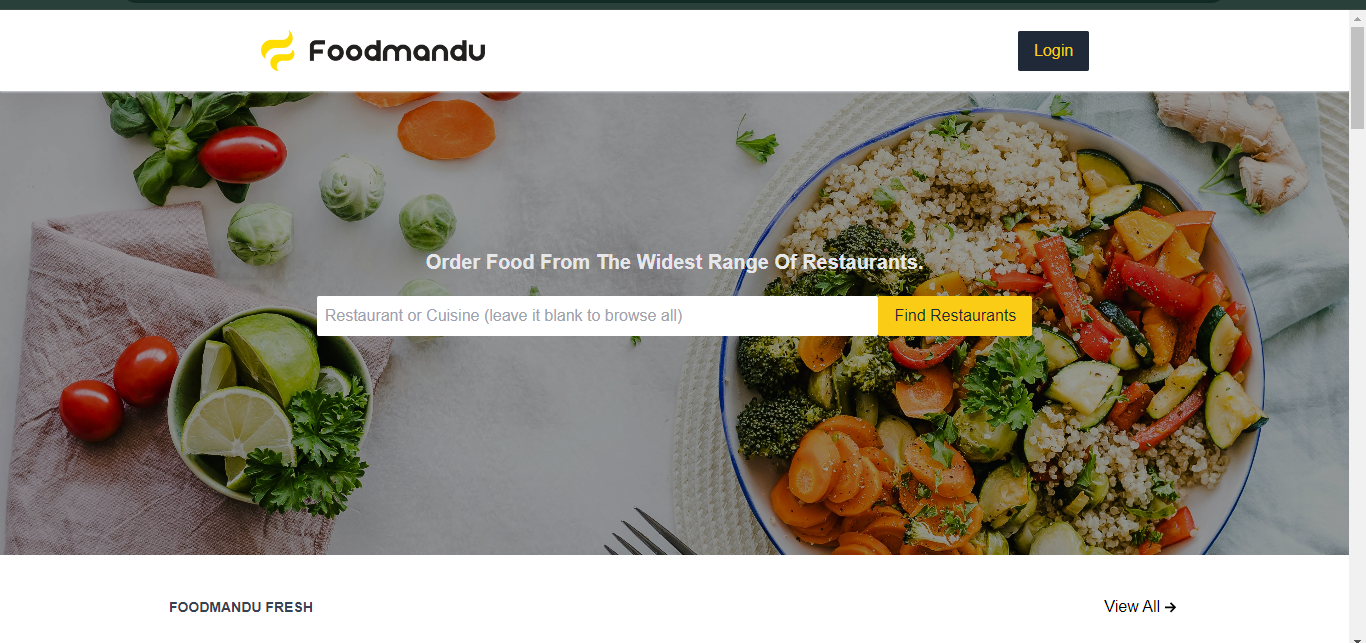 Foodmandu
Login
Order Food From The Widest Range Of Restaurants.
Restaurant or Cuisine (leave it blank to browse all)
Find Restaurants
FOODMANDU FRESH
View All →